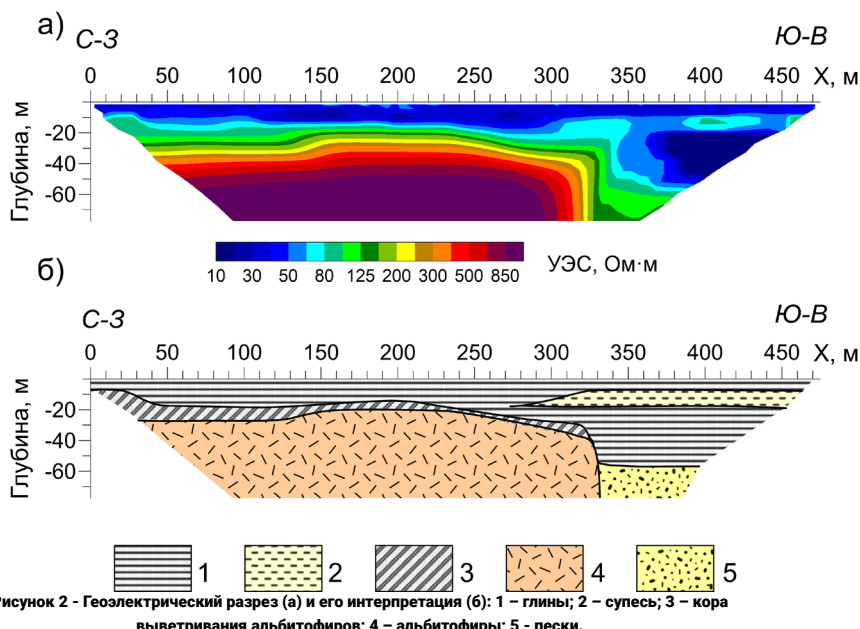 а)
С-З
Ю-В
0 50 100 150 200 250 300 350 400 450 Х, м
Глубина, м
-20
-40
-60
10 30 50 80 125 200 300 500 850 УЭС, Ом·м
б)
С-З
Ю-В
0 50 100 150 200 250 300 350 400 450 Х, м
Глубина, м
-20
-40
-60
1 2 3 4 5
Рисунок 2 - Геоэлектрический разрез (а) и его интерпретация (б): 1 – глины; 2 – супесь; 3 – кора
выветривания альбитофиров; 4 – альбитофиры; 5 - пески.